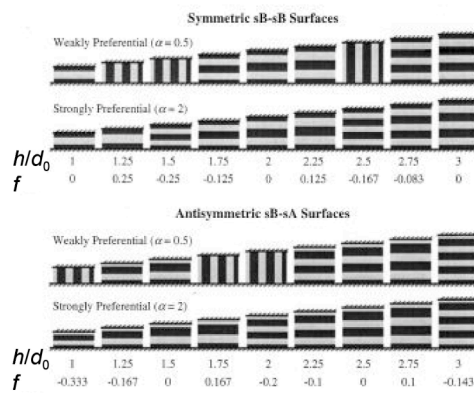 Symmetric sB-sB Surfaces
Weakly Preferential (α = 0.5)
Strongly Preferential (α = 2)
h/d0 1 1.25 1.5 1.75 2 2.25 2.5 2.75 3
f 0 0.25 -0.25 -0.125 0 0.125 -0.167 -0.083 0
Antisymmetric sB-sA Surfaces
Weakly Preferential (α = 0.5)
Strongly Preferential (α = 2)
h/d0 1 1.25 1.5 1.75 2 2.25 2.5 2.75 3
f -0.333 -0.167 0 0.167 -0.2 -0.1 0 0.1 -0.143